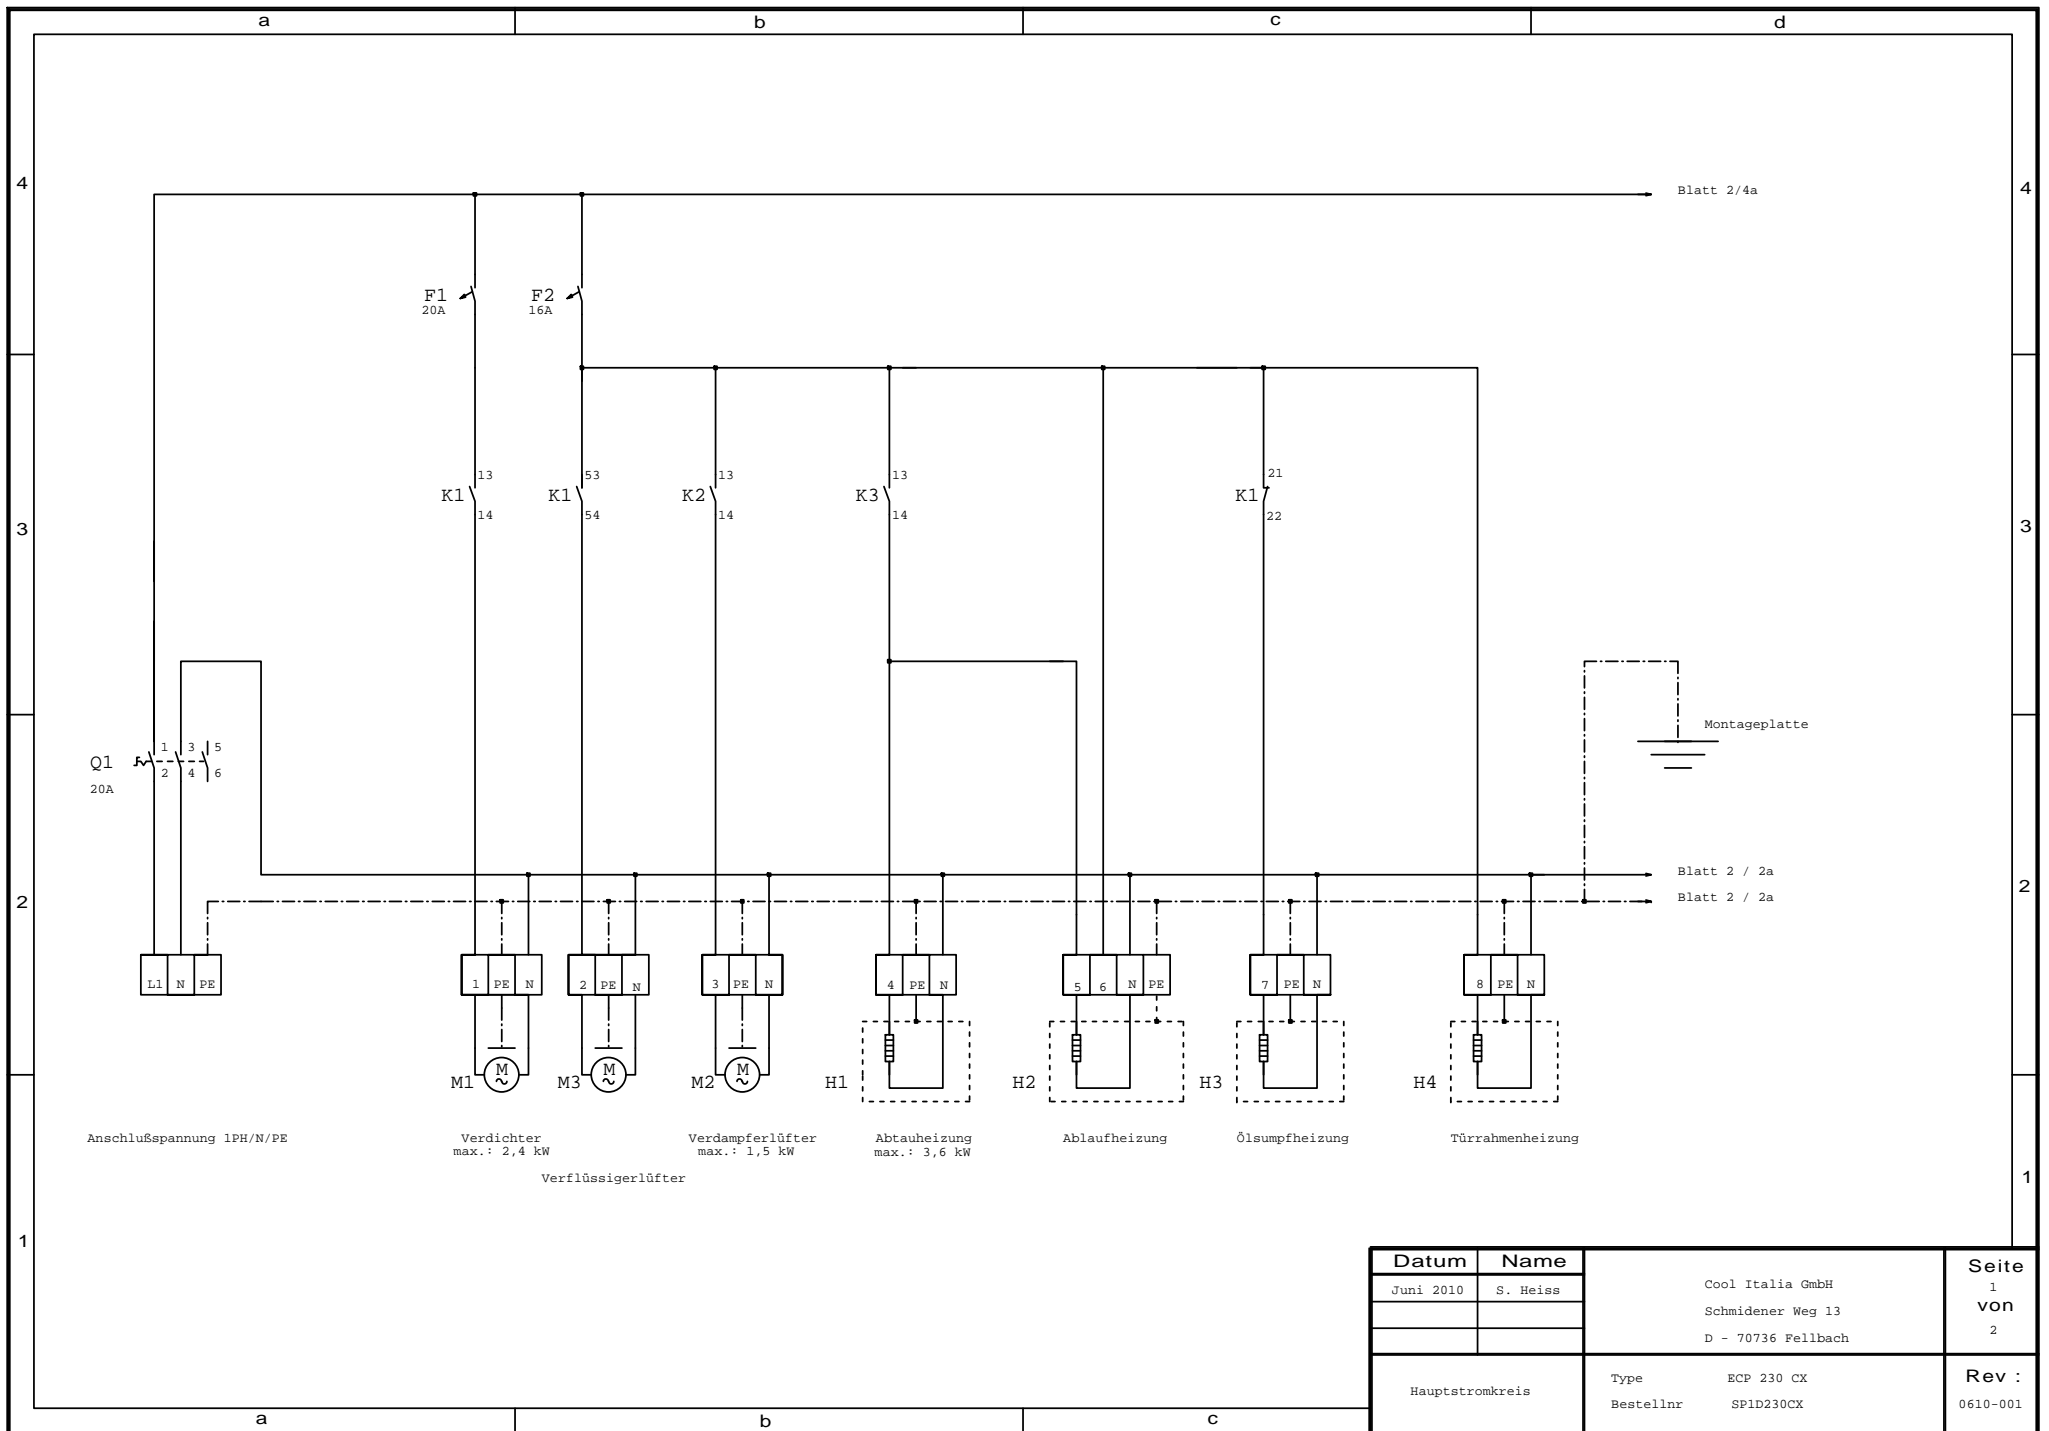 a b c d
4 4
Blatt 2/4a
F1 F2
20A 16A
13 53 13 13 21
K1 K1 K2 K3 K1
14 54 14 14 22
3 3
Montageplatte
1 3 5
Q1
2 4 6
20A
Blatt 2 / 2a
2 2
Blatt 2 / 2a
L1 N PE 1 PE N 2 PE N 3 PE N 4 PE N 5 6 N PE 7 PE N 8 PE N
M M M
~ ~ ~
M1 M3 M2 H1 H2 H3 H4
Anschlußspannung 1PH/N/PE Verdichter Verdampferlüfter Abtauheizung Ablaufheizung Ölsumpfheizung Türrahmenheizung
max.: 2,4 kW max.: 1,5 kW max.: 3,6 kW
Verflüssigerlüfter
1
1
Datum Name
Juni 2010 S. Heiss
Cool Italia GmbH
Schmidener Weg 13
D - 70736 Fellbach
Seite
1
von
2
Hauptstromkreis
Type ECP 230 CX
Bestellnr SP1D230CX
Rev :
0610-001
a b c